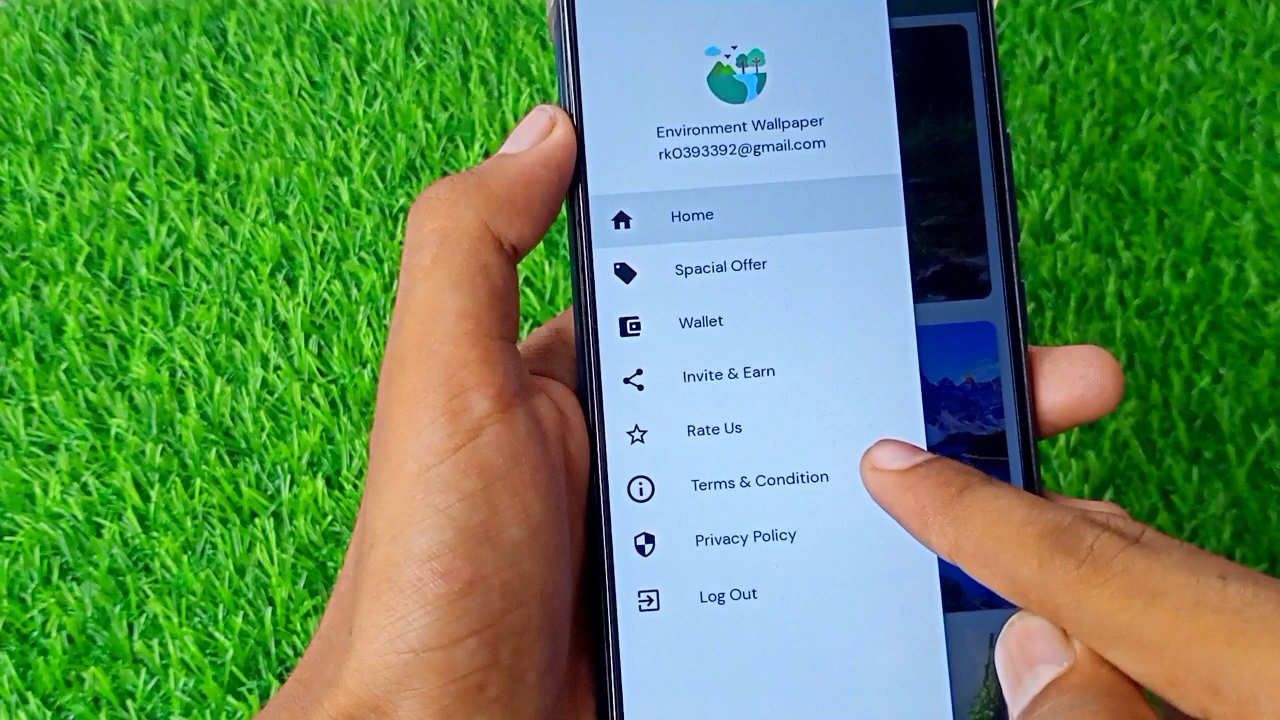 Environment Wallpaper
rk0393392@gmail.com
Home
Spacial Offer
Wallet
Invite & Earn
Rate Us
Terms & Condition
Privacy Policy
Log Out